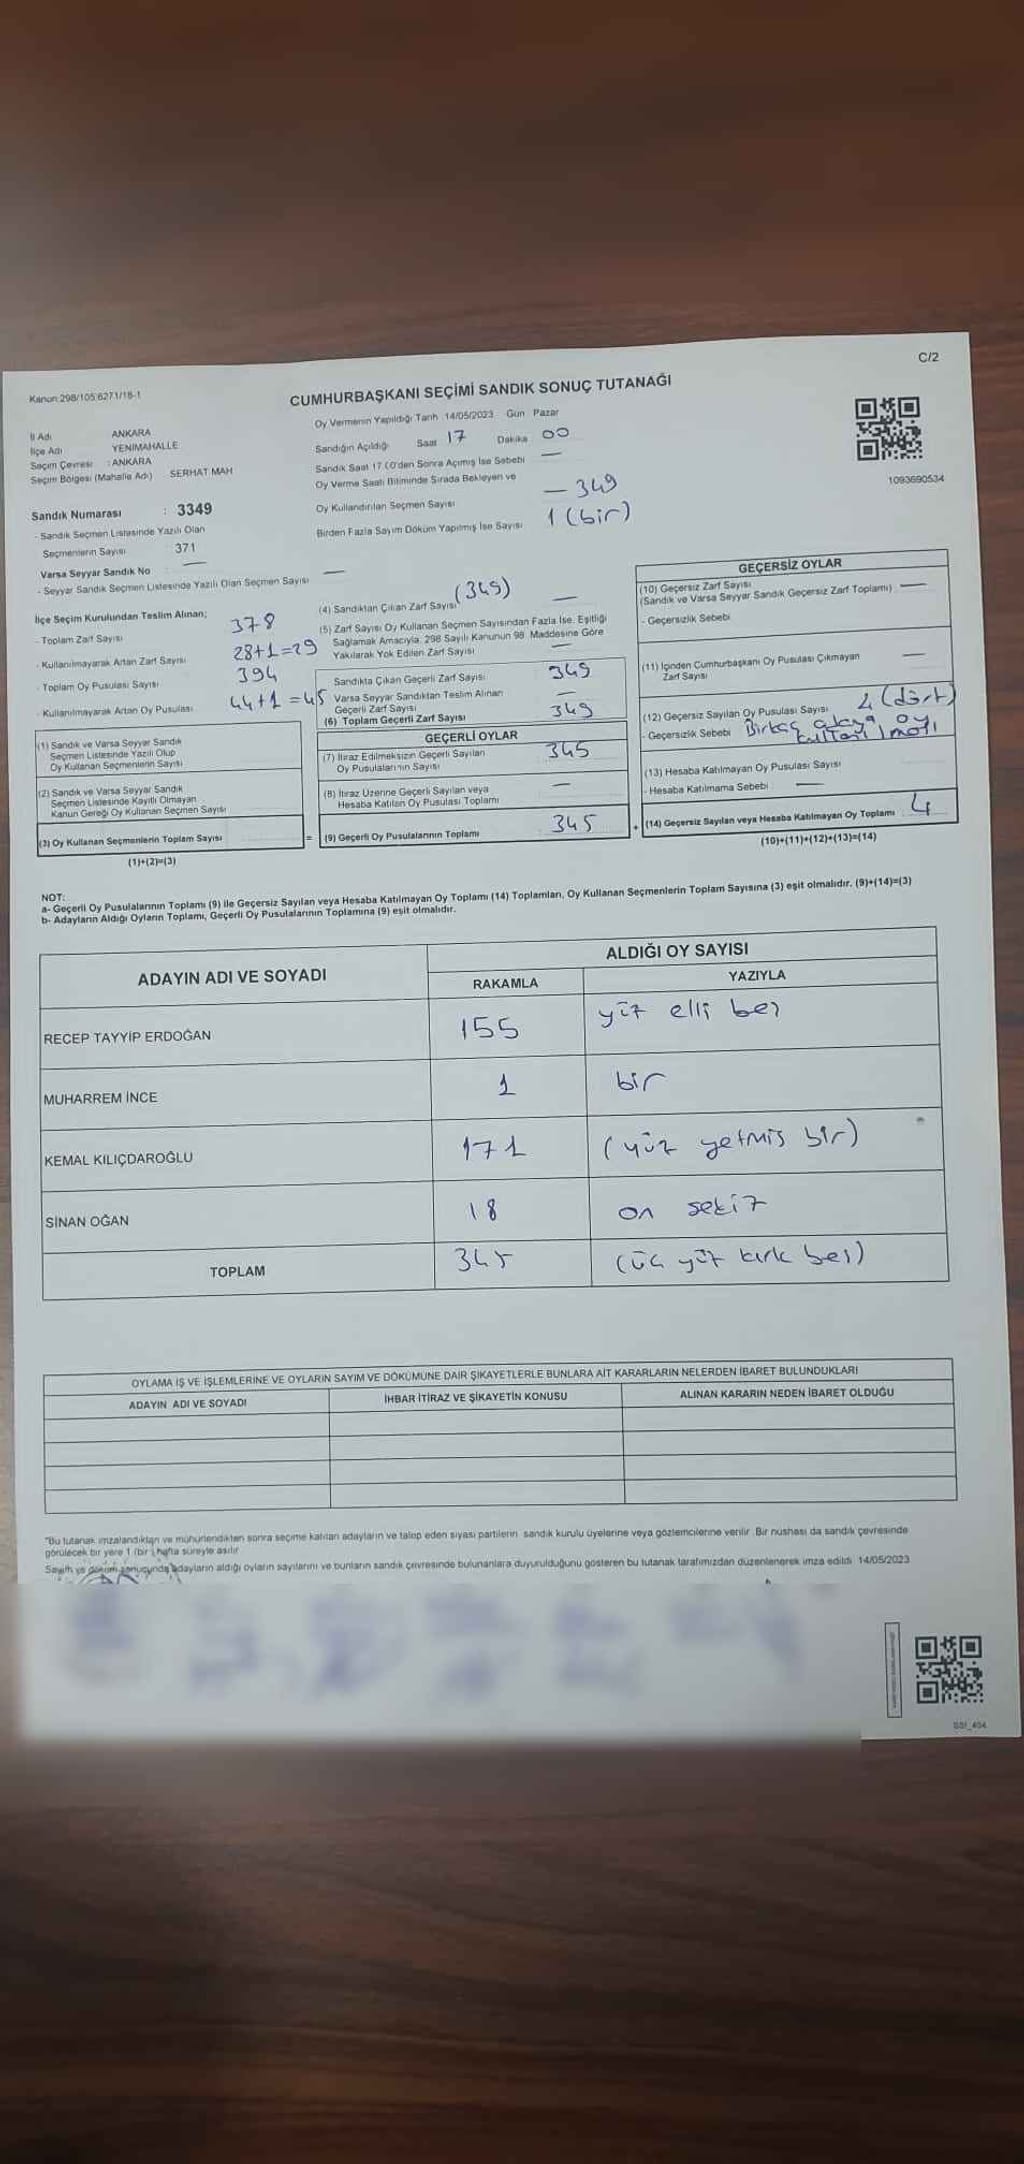 C/2
Kanun:298/105:6271/18-1
CUMHURBAŞKANI SEÇİMİ SANDIK SONUÇ TUTANAĞI
İl Adı : ANKARA
İlçe Adı : YENİMAHALLE
Seçim Çevresi : ANKARA
Seçim Bölgesi (Mahalle Adı) SERHAT MAH
Sandık Numarası : 3349
- Sandık Seçmen Listesinde Yazılı Olan
Seçmenlerin Sayısı 371
Varsa Seyyar Sandık No —
- Seyyar Sandık Seçmen Listesinde Yazılı Olan Seçmen Sayısı —
Oy Vermenin Yapıldığı Tarih 14/05/2023 Gün Pazar
Sandığın Açıldığı Saat 17 Dakika 00
Sandık Saat 17.00'den Sonra Açımış İse Sebebi —
Oy Verme Saati Bitiminde Sırada Bekleyen ve
Oy Kullandırılan Seçmen Sayısı — 349
Birden Fazla Sayım Döküm Yapılmış İse Sayısı 1 (bir)
1093690534
İlçe Seçim Kurulundan Teslim Alınan;
- Toplam Zarf Sayısı 378
- Kullanılmayarak Artan Zarf Sayısı 28+1=29
- Toplam Oy Pusulası Sayısı 394
- Kullanılmayarak Artan Oy Pusulası 44+1=45
(1) Sandık ve Varsa Seyyar Sandık
Seçmen Listesinde Yazılı Olup
Oy Kullanan Seçmenlerin Sayısı
(2) Sandık ve Varsa Seyyar Sandık
Seçmen Listesinde Kayıtlı Olmayan
Kanun Gereği Oy Kullanan Seçmen Sayısı
(3) Oy Kullanan Seçmenlerin Toplam Sayısı
(1)+(2)=(3)
(4) Sandıktan Çıkan Zarf Sayısı (349) —
(5) Zarf Sayısı Oy Kullanan Seçmen Sayısından Fazla İse, Eşitliği
Sağlamak Amacıyla, 298 Sayılı Kanunun 98. Maddesine Göre
Yakılarak Yok Edilen Zarf Sayısı —
Sandıkta Çıkan Geçerli Zarf Sayısı 349
Varsa Seyyar Sandıktan Teslim Alınan
Geçerli Zarf Sayısı —
(6) Toplam Geçerli Zarf Sayısı 349
GEÇERLİ OYLAR
(7) İtiraz Edilmeksizin Geçerli Sayılan
Oy Pusulalarının Sayısı 345
(8) İtiraz Üzerine Geçerli Sayılan veya
Hesaba Katılan Oy Pusulası Toplamı —
= (9) Geçerli Oy Pusulalarının Toplamı 345
GEÇERSİZ OYLAR
(10) Geçersiz Zarf Sayısı —
(Sandık ve Varsa Seyyar Sandık Geçersiz Zarf Toplamı)
- Geçersizlik Sebebi
(11) İçinden Cumhurbaşkanı Oy Pusulası Çıkmayan
Zarf Sayısı —
(12) Geçersiz Sayılan Oy Pusulası Sayısı 4 (dört)
- Geçersizlik Sebebi Birkaç adaya oy
(13) Hesaba Katılmayan Oy Pusulası Sayısı
- Hesaba Katılmama Sebebi —
+ (14) Geçersiz Sayılan veya Hesaba Katılmayan Oy Toplamı 4
(10)+(11)+(12)+(13)=(14)
NOT:
a- Geçerli Oy Pusulalarının Toplamı (9) ile Geçersiz Sayılan veya Hesaba Katılmayan Oy Toplamı (14) Toplamları, Oy Kullanan Seçmenlerin Toplam Sayısına (3) eşit olmalıdır. (9)+(14)=(3)
b- Adayların Aldığı Oyların Toplamı, Geçerli Oy Pusulalarının Toplamına (9) eşit olmalıdır.
ADAYIN ADI VE SOYADI
ALDIĞI OY SAYISI
RAKAMLA YAZIYLA
RECEP TAYYİP ERDOĞAN 155 yüz elli beş
MUHARREM İNCE 1 bir
KEMAL KILIÇDAROĞLU 171 (yüz yetmiş bir)
SİNAN OĞAN 18 on sekiz
TOPLAM 345 (üç yüz kırk beş)
OYLAMA İŞ VE İŞLEMLERİNE VE OYLARIN SAYIM VE DÖKÜMÜNE DAİR ŞİKAYETLERLE BUNLARA AİT KARARLARIN NELERDEN İBARET BULUNDUKLARI
ADAYIN ADI VE SOYADI İHBAR İTİRAZ VE ŞİKAYETİN KONUSU ALINAN KARARIN NEDEN İBARET OLDUĞU
"Bu tutanak imzalandıktan ve mühürlendikten sonra seçime katılan adayların ve talep eden siyasi partilerin sandık kurulu üyelerine veya gözlemcilerine verilir. Bir nüshası da sandık çevresinde
görülecek bir yere 1 (bir) hafta süreyle asılır
Sayım ve döküm sonucunda adayların aldığı oyların sayılarını ve bunların sandık çevresinde bulunanlara duyurulduğunu gösteren bu tutanak tarafımızdan düzenlenerek imza edildi. 14/05/2023
SSI_404